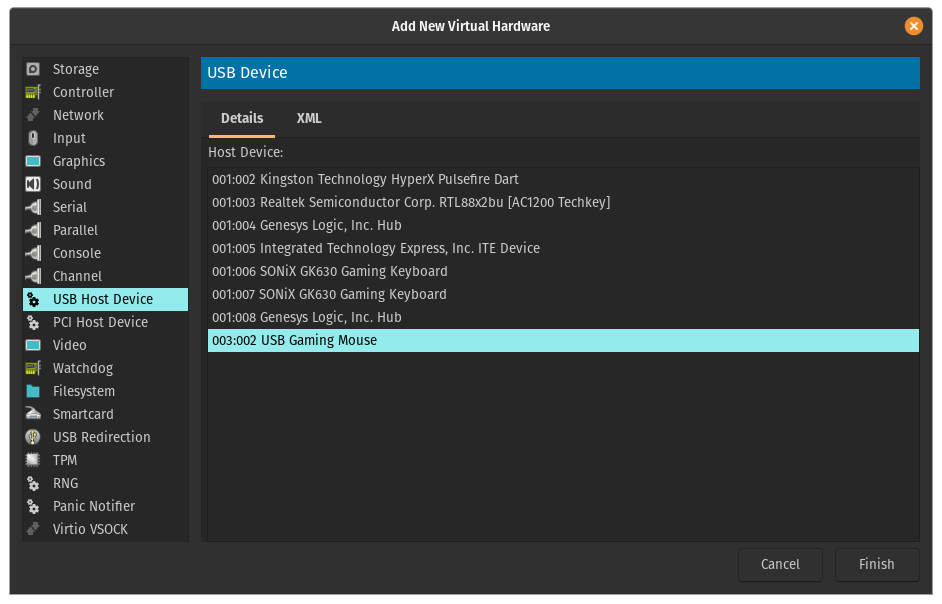 Add New Virtual Hardware
Storage
Controller
Network
Input
Graphics
Sound
Serial
Parallel
Console
Channel
USB Host Device
PCI Host Device
Video
Watchdog
Filesystem
Smartcard
USB Redirection
TPM
RNG
Panic Notifier
Virtio VSOCK
USB Device
Details XML
Host Device:
001:002 Kingston Technology HyperX Pulsefire Dart
001:003 Realtek Semiconductor Corp. RTL88x2bu [AC1200 Techkey]
001:004 Genesys Logic, Inc. Hub
001:005 Integrated Technology Express, Inc. ITE Device
001:006 SONiX GK630 Gaming Keyboard
001:007 SONiX GK630 Gaming Keyboard
001:008 Genesys Logic, Inc. Hub
003:002 USB Gaming Mouse
Cancel Finish